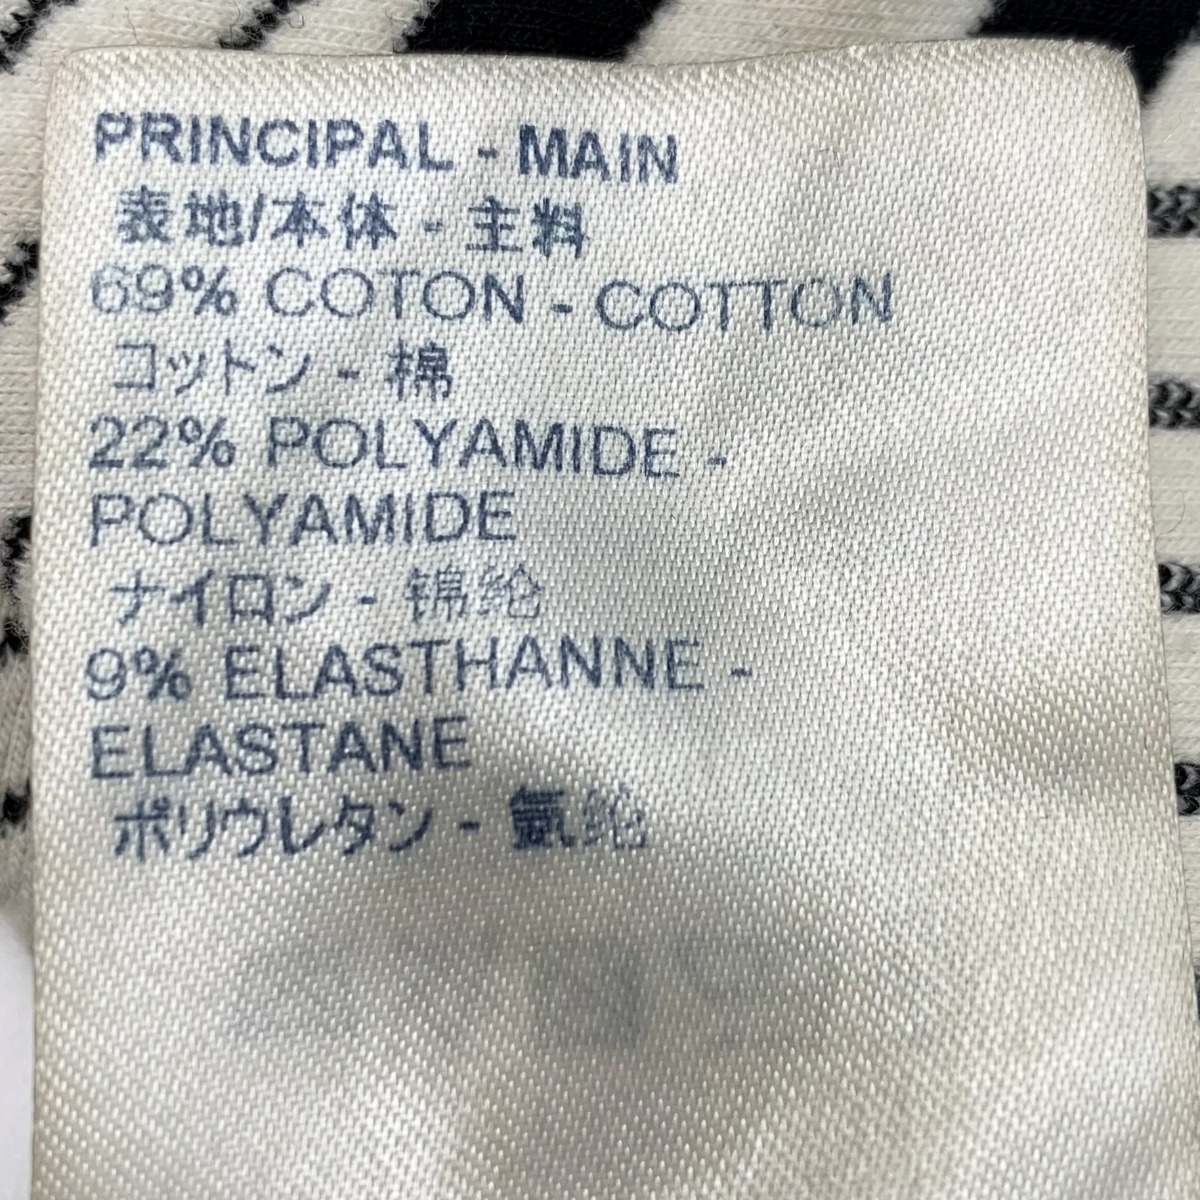 PRINCIPAL - MAIN
表地/本体 - 主料
69% COTON - COTTON
コットン - 棉
22% POLYAMIDE -
POLYAMIDE
ナイロン - 锦纶
9% ELASTHANNE -
ELASTANE
ポリウレタン - 氨纶